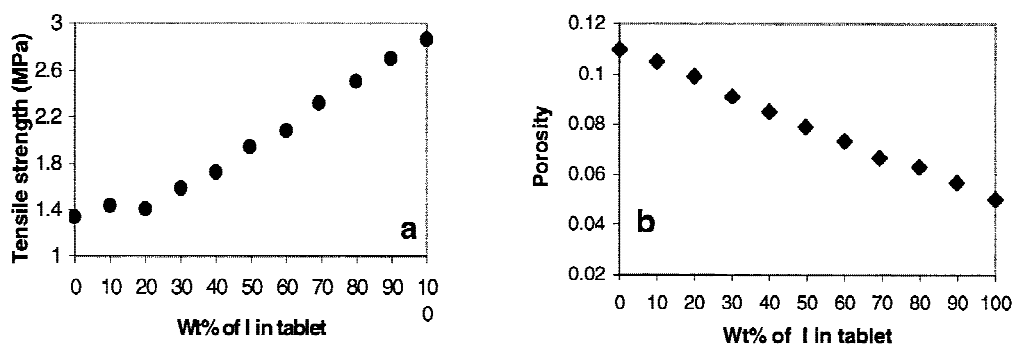 Tensile strength (MPa)
3
2.6
2.2
1.8
1.4
1
a
0 10 20 30 40 50 60 70 80 90 10
0
Wt% of I in tablet
Porosity
0.12
0.1
0.08
0.06
0.04
0.02
b
0 10 20 30 40 50 60 70 80 90 100
Wt% of I in tablet